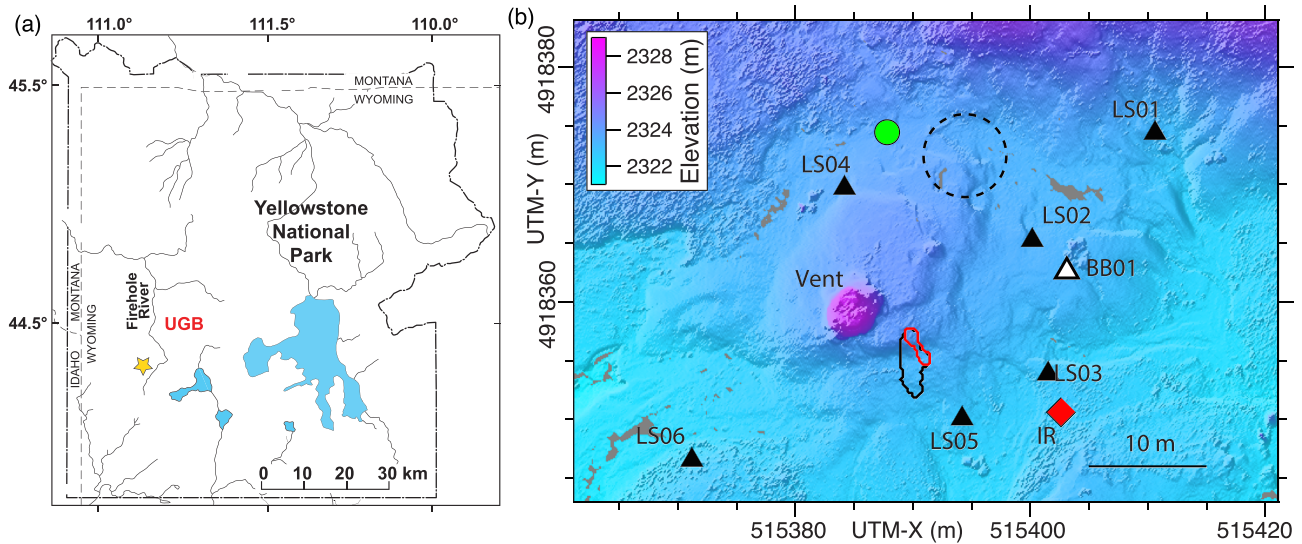 (a)
111.0°
111.5°
110.0°
45.5°
44.5°
MONTANA
WYOMING
Yellowstone
National
Park
Firehole
River
UGB
IDAHO
MONTANA
WYOMING
0 10 20 30 km
(b)
Elevation (m)
2328
2326
2324
2322
UTM-Y (m)
4918380
4918360
LS01
LS04
LS02
BB01
Vent
LS03
LS05
IR
LS06
10 m
515380
UTM-X (m)
515400
515420